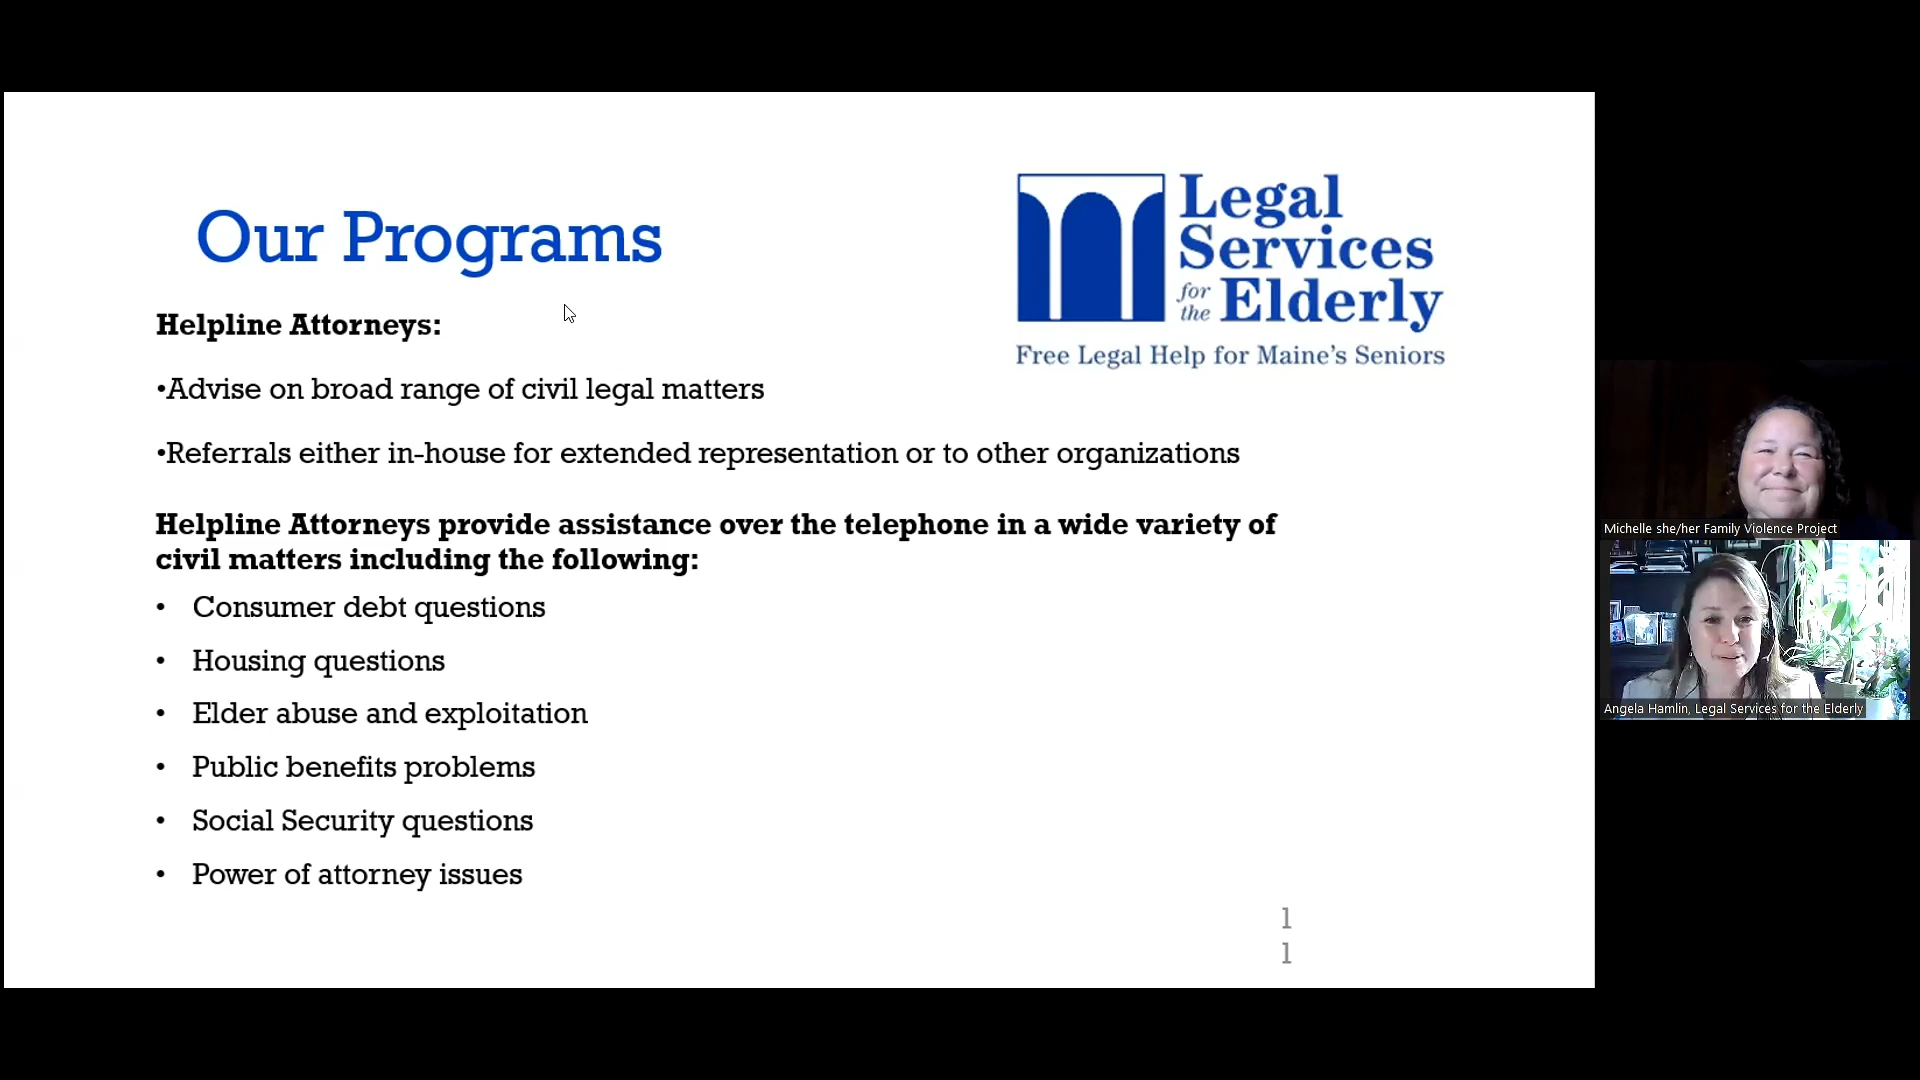 Our Programs
Legal
Services
for the Elderly
Free Legal Help for Maine's Seniors
Helpline Attorneys:
•Advise on broad range of civil legal matters
•Referrals either in-house for extended representation or to other organizations
Helpline Attorneys provide assistance over the telephone in a wide variety of
civil matters including the following:
• Consumer debt questions
• Housing questions
• Elder abuse and exploitation
• Public benefits problems
• Social Security questions
• Power of attorney issues
1
1
Michelle she/her Family Violence Project
Angela Hamlin, Legal Services for the Elderly